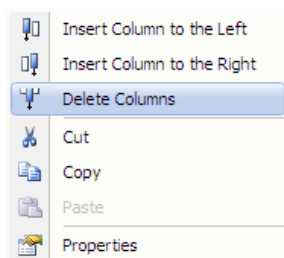 Insert Column to the Left
Insert Column to the Right
Delete Columns
Cut
Copy
Paste
Properties